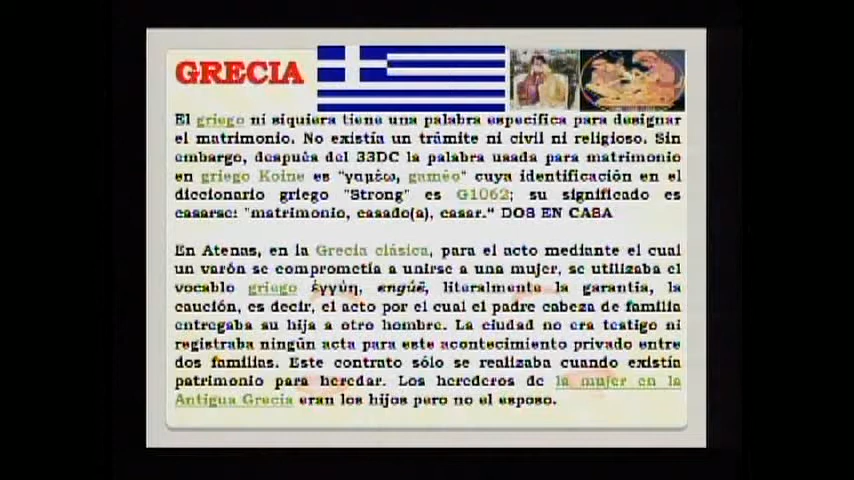 GRECIA
El griego ni siquiera tiene una palabra especifica para designar
el matrimonio. No existía un trámite ni civil ni religioso. Sin
embargo, después del 33DC la palabra usada para matrimonio
en griego Koine es "γαμέω, gaméo" cuya identificación en el
diccionario griego "Strong" es G1062; su significado es
casarse: "matrimonio, casado(a), casar." DOS EN CASA
En Atenas, en la Grecia clásica, para el acto mediante el cual
un varón se comprometía a unirse a una mujer, se utilizaba el
vocablo griego ἐγγύη, engúê, literalmente la garantía, la
caución, es decir, el acto por el cual el padre cabeza de familia
entregaba su hija a otro hombre. La ciudad no era testigo ni
registraba ningún acta para este acontecimiento privado entre
dos familias. Este contrato sólo se realizaba cuando existía
patrimonio para heredar. Los herederos de la mujer en la
Antigua Grecia eran los hijos pero no el esposo.